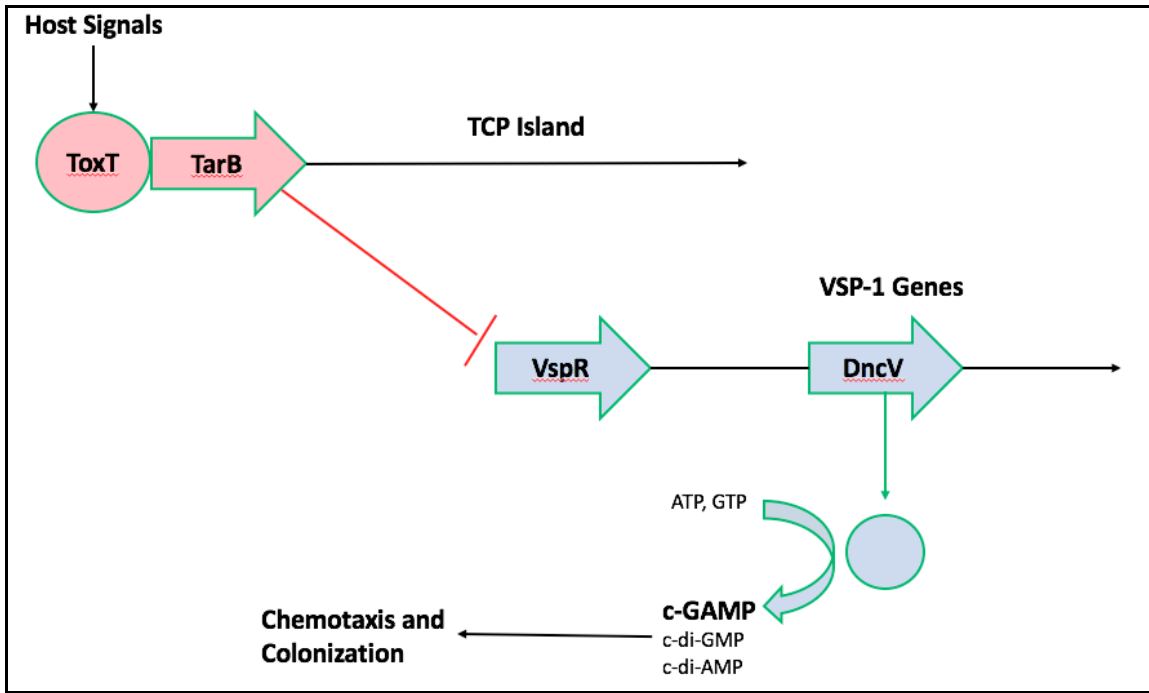 Host Signals
ToxT
TarB
TCP Island
VSP-1 Genes
VspR
DncV
ATP, GTP
c-GAMP
c-di-GMP
c-di-AMP
Chemotaxis and
Colonization